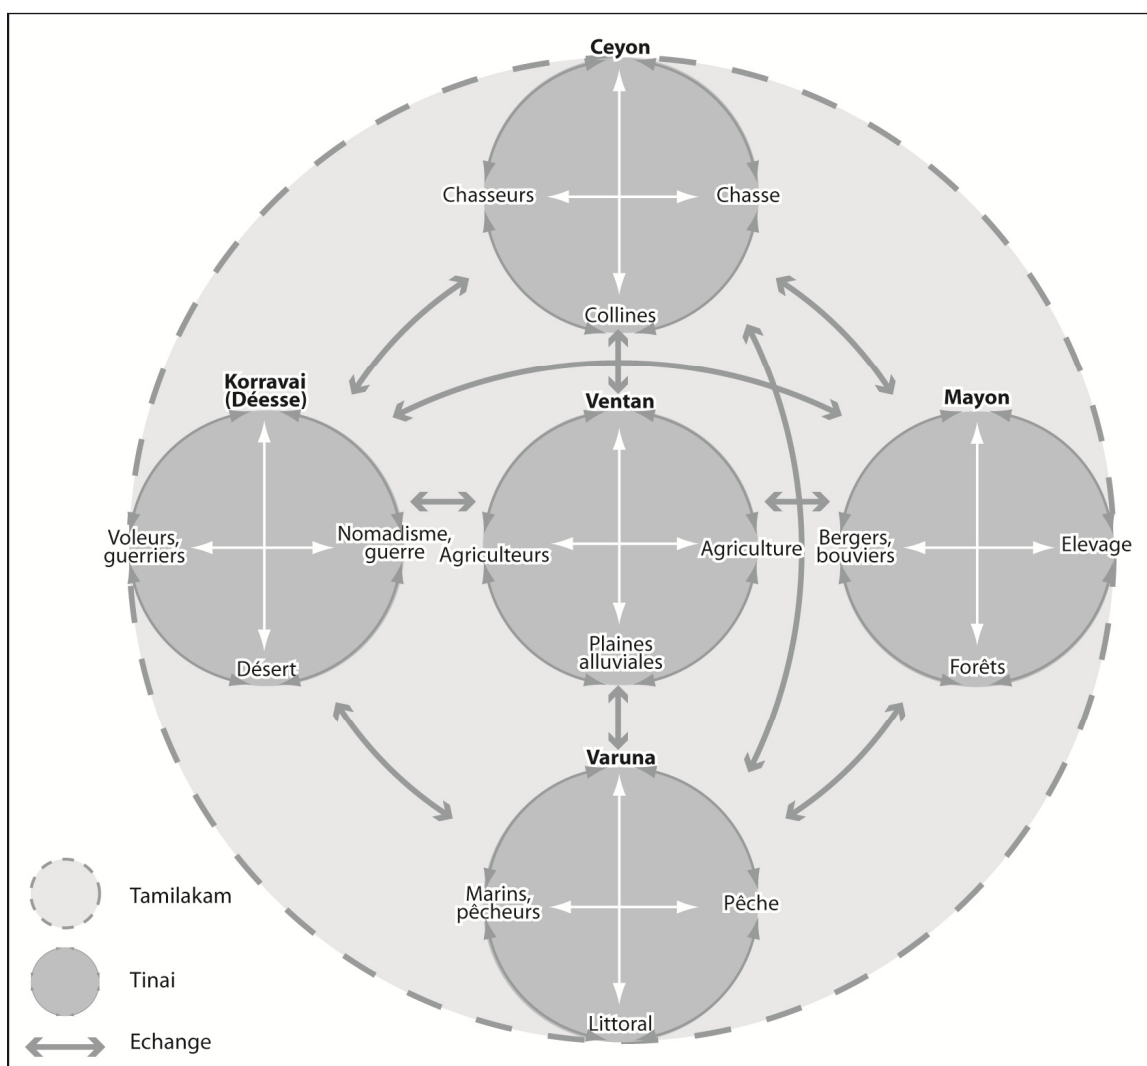 Ceyon
Chasseurs
Chasse
Collines
Korravai
(Déesse)
Voleurs,
guerriers
Nomadisme,
guerre
Désert
Ventan
Agriculteurs
Agriculture
Plaines
alluviales
Mayon
Bergers,
bouviers
Elevage
Forêts
Varuna
Marins,
pêcheurs
Pêche
Littoral
Tamilakam
Tinai
Echange